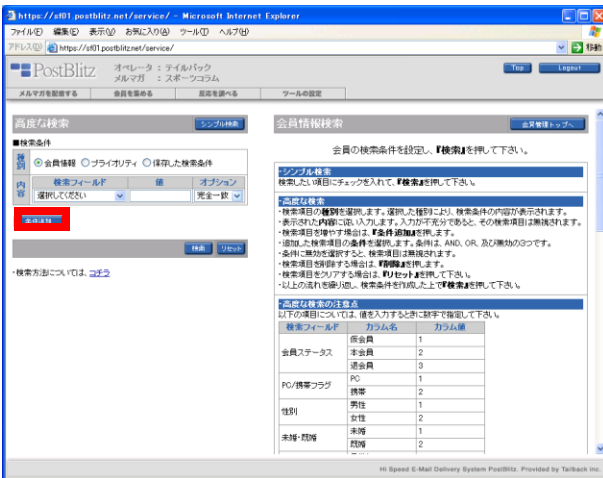 https://sf01.postblitz.net/service/ - Microsoft Internet Explorer
ファイル(F) 編集(E) 表示(V) お気に入り(A) ツール(T) ヘルプ(H)
アドレス(D) https://sf01.postblitz.net/service/ 移動
PostBlitz
オペレータ : テイルバック
メルマガ : スポーツコラム
Top Logout
メルマガを配信する 会員を集める 反応を調べる ツールの設定
高度な検索 シンプル検索
■検索条件
種別 会員情報 プライオリティ 保存した検索条件
内容 検索フィールド 値 オプション
選択してください 完全一致
条件追加
検索 リセット
・検索方法については、コチラ
会員情報検索 会員管理トップへ
会員の検索条件を設定し、『検索』を押して下さい。
・シンプル検索
検索したい項目にチェックを入れて、『検索』を押して下さい。
・高度な検索
・検索項目の種別を選択します。選択した種別により、検索条件の内容が表示されます。
・表示された内容に従い入力します。入力が不充分であると、その検索項目は無視されます。
・検索項目を増やす場合は、『条件追加』を押します。
・追加した検索項目の条件を選択します。条件は、AND、OR、及び無効の3つです。
・条件に無効を選択すると、検索項目は無視されます。
・検索項目を削除する場合は、『削除』を押します。
・検索項目をクリアする場合は、『リセット』を押して下さい。
・以上の流れを繰り返し、検索条件を作成した上で『検索』を押して下さい。
・高度な検索の注意点
以下の項目については、値を入力するときに数字で指定して下さい。
検索フィールド カラム名 カラム値
会員ステータス 仮会員 1
本会員 2
退会員 3
PC/携帯フラグ PC 1
携帯 2
性別 男性 1
女性 2
未婚・既婚 未婚 1
既婚 2
Hi Speed E-Mail Delivery System PostBlitz. Provided by Tailback inc.